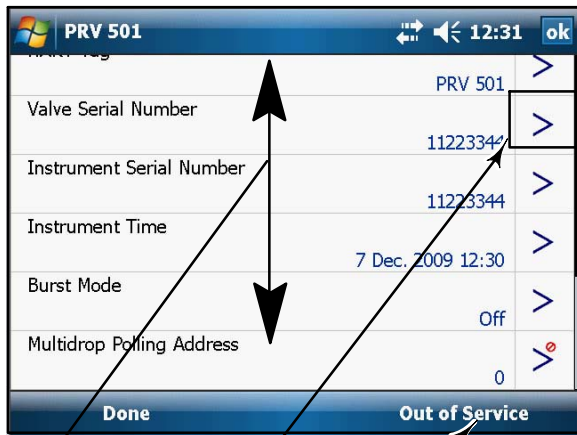 PRV 501 12:31 ok
PRV 501
Valve Serial Number
11223344
Instrument Serial Number
11223344
Instrument Time
7 Dec. 2009 12:30
Burst Mode
Off
Multidrop Polling Address
0
Done Out of Service